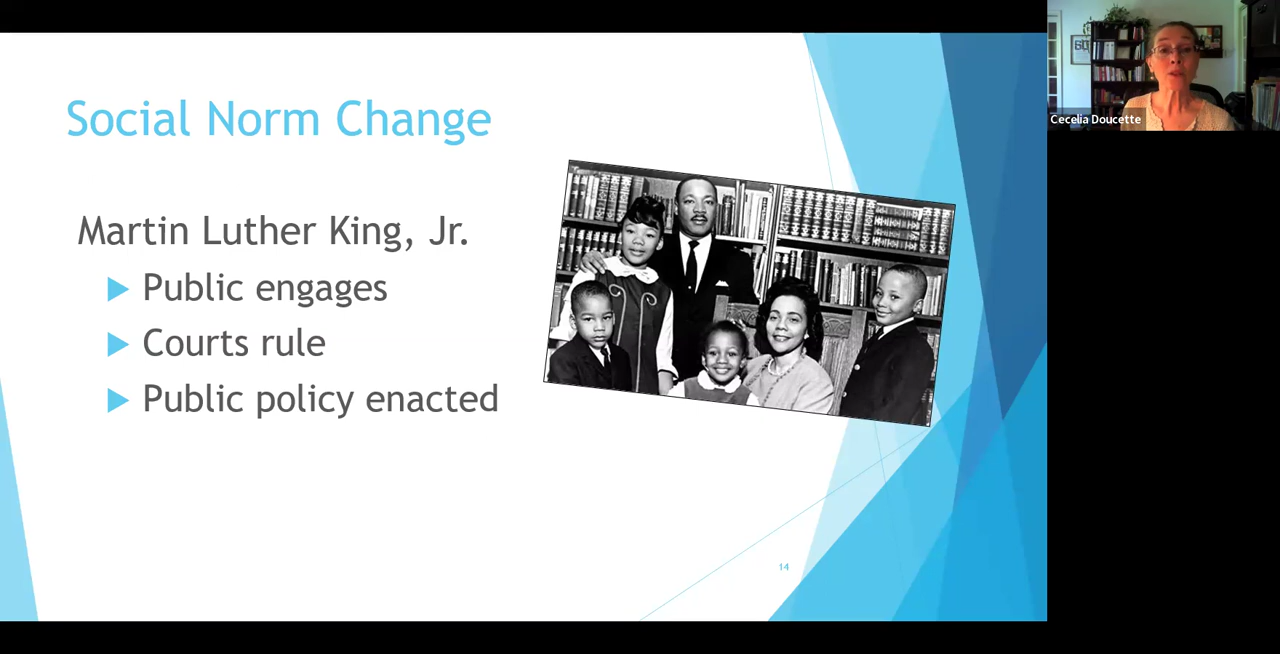 Social Norm Change
Martin Luther King, Jr.
Public engages
Courts rule
Public policy enacted
14
Cecelia Doucette